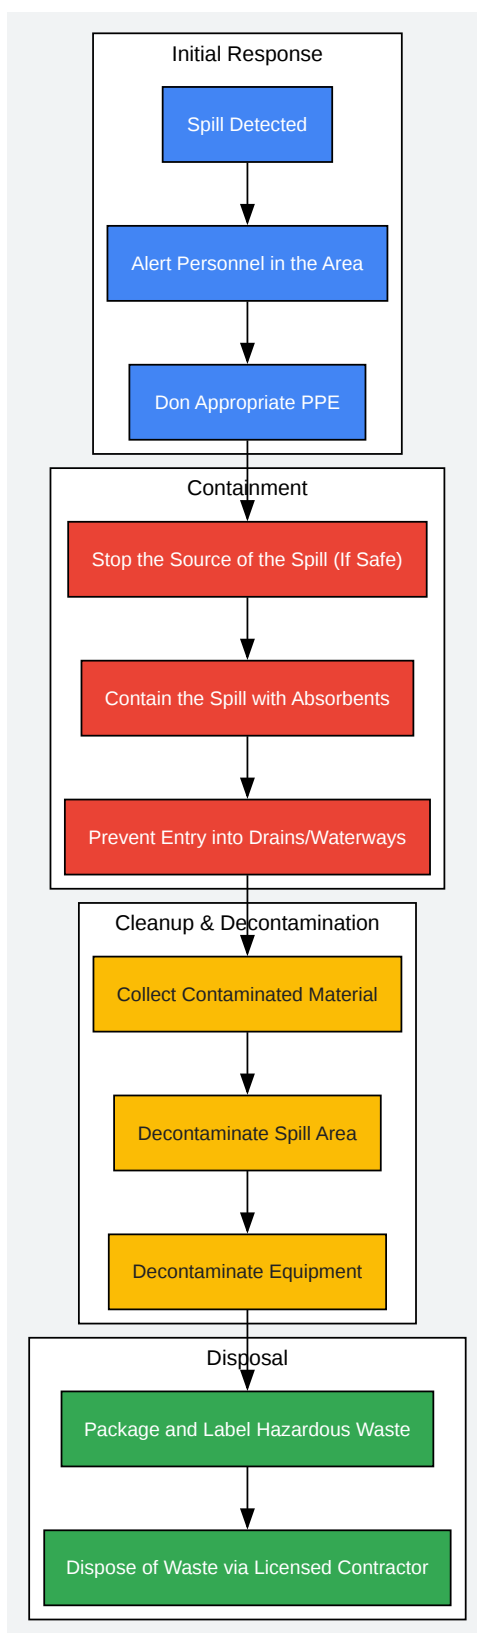 Initial Response
Spill Detected
Alert Personnel in the Area
Don Appropriate PPE
Containment
Stop the Source of the Spill (If Safe)
Contain the Spill with Absorbents
Prevent Entry into Drains/Waterways
Cleanup & Decontamination
Collect Contaminated Material
Decontaminate Spill Area
Decontaminate Equipment
Disposal
Package and Label Hazardous Waste
Dispose of Waste via Licensed Contractor